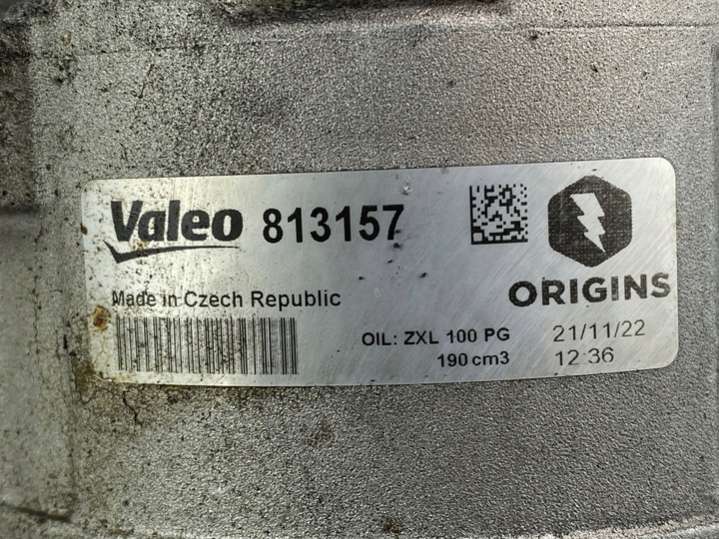 Valeo 813157
ORIGINS
Made in Czech Republic
OIL: ZXL 100 PG
190 cm3
21/11/22
12:36